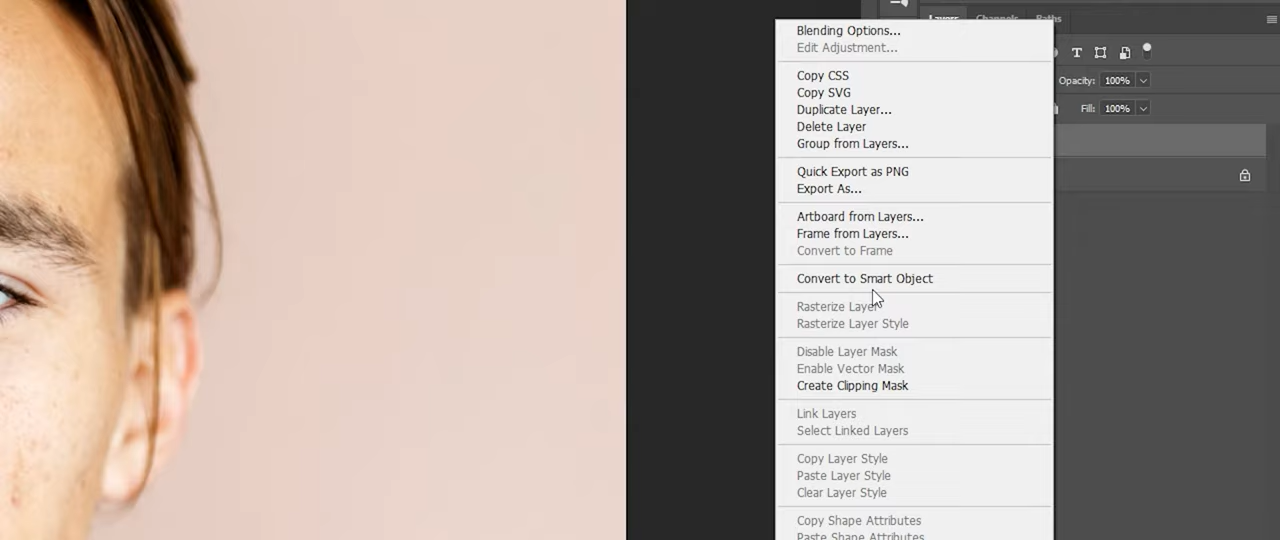 Layers Channels Paths
Blending Options...
Edit Adjustment...
T
Opacity: 100%
Copy CSS
Copy SVG
Fill: 100%
Duplicate Layer...
Delete Layer
Group from Layers...
Quick Export as PNG
Export As...
Artboard from Layers...
Frame from Layers...
Convert to Frame
Convert to Smart Object
Rasterize Layer
Rasterize Layer Style
Disable Layer Mask
Enable Vector Mask
Create Clipping Mask
Link Layers
Select Linked Layers
Copy Layer Style
Paste Layer Style
Clear Layer Style
Copy Shape Attributes
Paste Shape Attributes